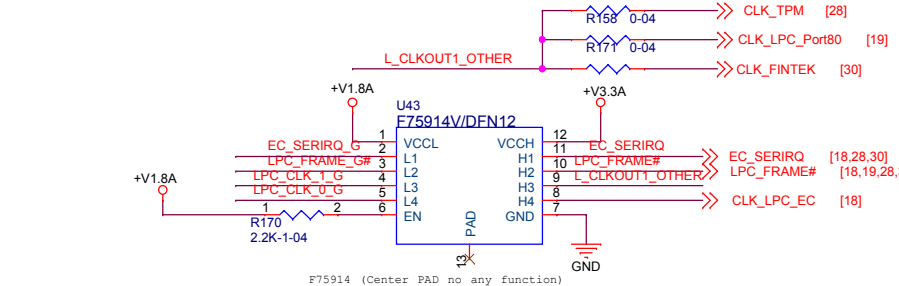 CLK_TPM [28]
R158 0-04
CLK_LPC_Port80 [19]
R171 0-04
L_CLKOUT1_OTHER
CLK_FINTEK [30]
+V1.8A
+V3.3A
U43
F75914V/DFN12
1 VCCL VCCH 12
EC_SERIRQ_G 2 L1 H1 11 EC_SERIRQ EC_SERIRQ [18,28,30]
LPC_FRAME_G# 3 L2 H2 10 LPC_FRAME# LPC_FRAME# [18,19,28,
LPC_CLK_1_G 4 L3 H3 9 L_CLKOUT1_OTHER
LPC_CLK_0_G 5 L4 H4 8 CLK_LPC_EC [18]
+V1.8A
1 2 6 EN GND 7
R170
2.2K-1-04
PAD
13
GND
F75914 (Center PAD no any function)